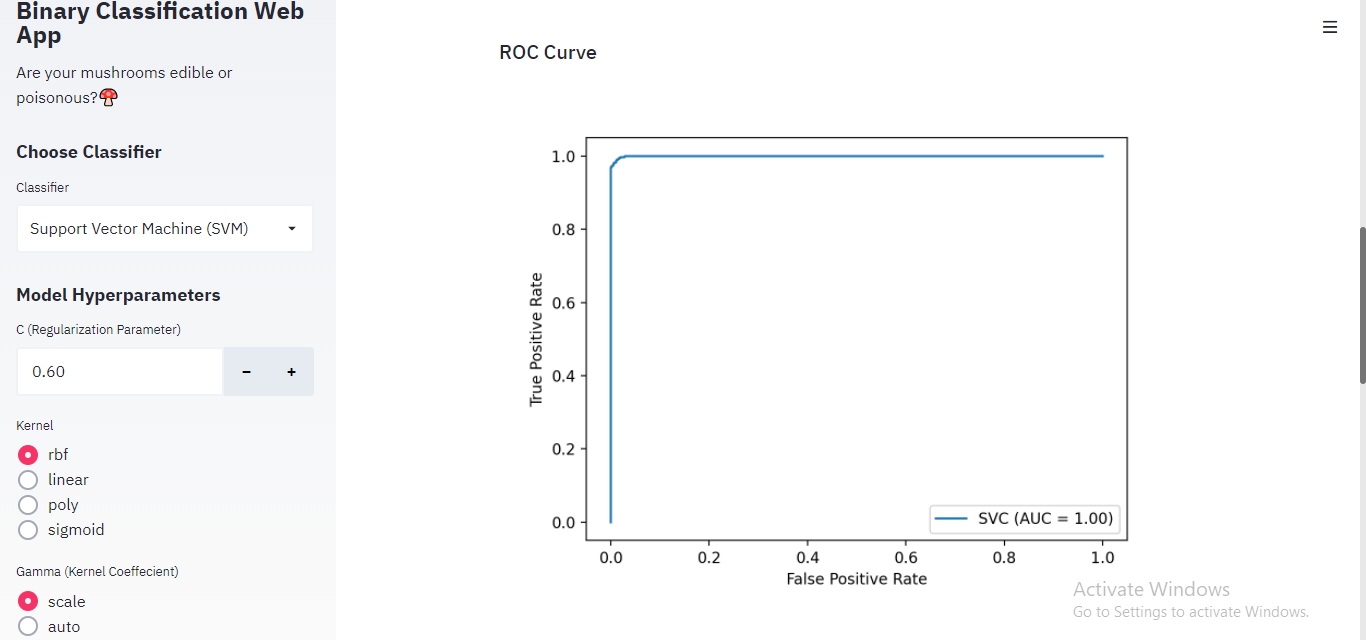 Binary Classification Web
App
Are your mushrooms edible or
poisonous?🍄
Choose Classifier
Classifier
Support Vector Machine (SVM)
Model Hyperparameters
C (Regularization Parameter)
0.60
−
+
Kernel
rbf
linear
poly
sigmoid
Gamma (Kernel Coeffecient)
scale
auto
ROC Curve
True Positive Rate
1.0
0.8
0.6
0.4
0.2
0.0
SVC (AUC = 1.00)
0.0 0.2 0.4 0.6 0.8 1.0
False Positive Rate
Activate Windows
Go to Settings to activate Windows.